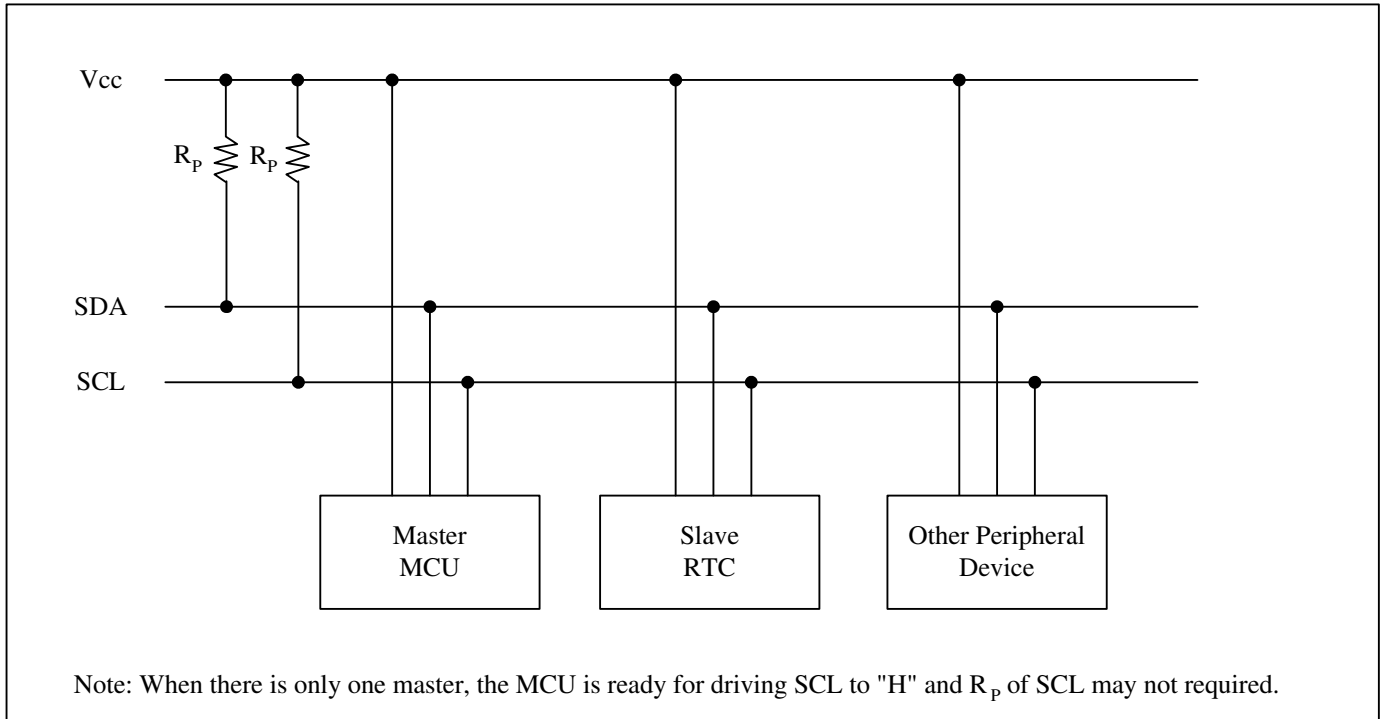 Vcc
R_P R_P
SDA
SCL
Master
MCU
Slave
RTC
Other Peripheral
Device
Note: When there is only one master, the MCU is ready for driving SCL to "H" and R_P of SCL may not required.